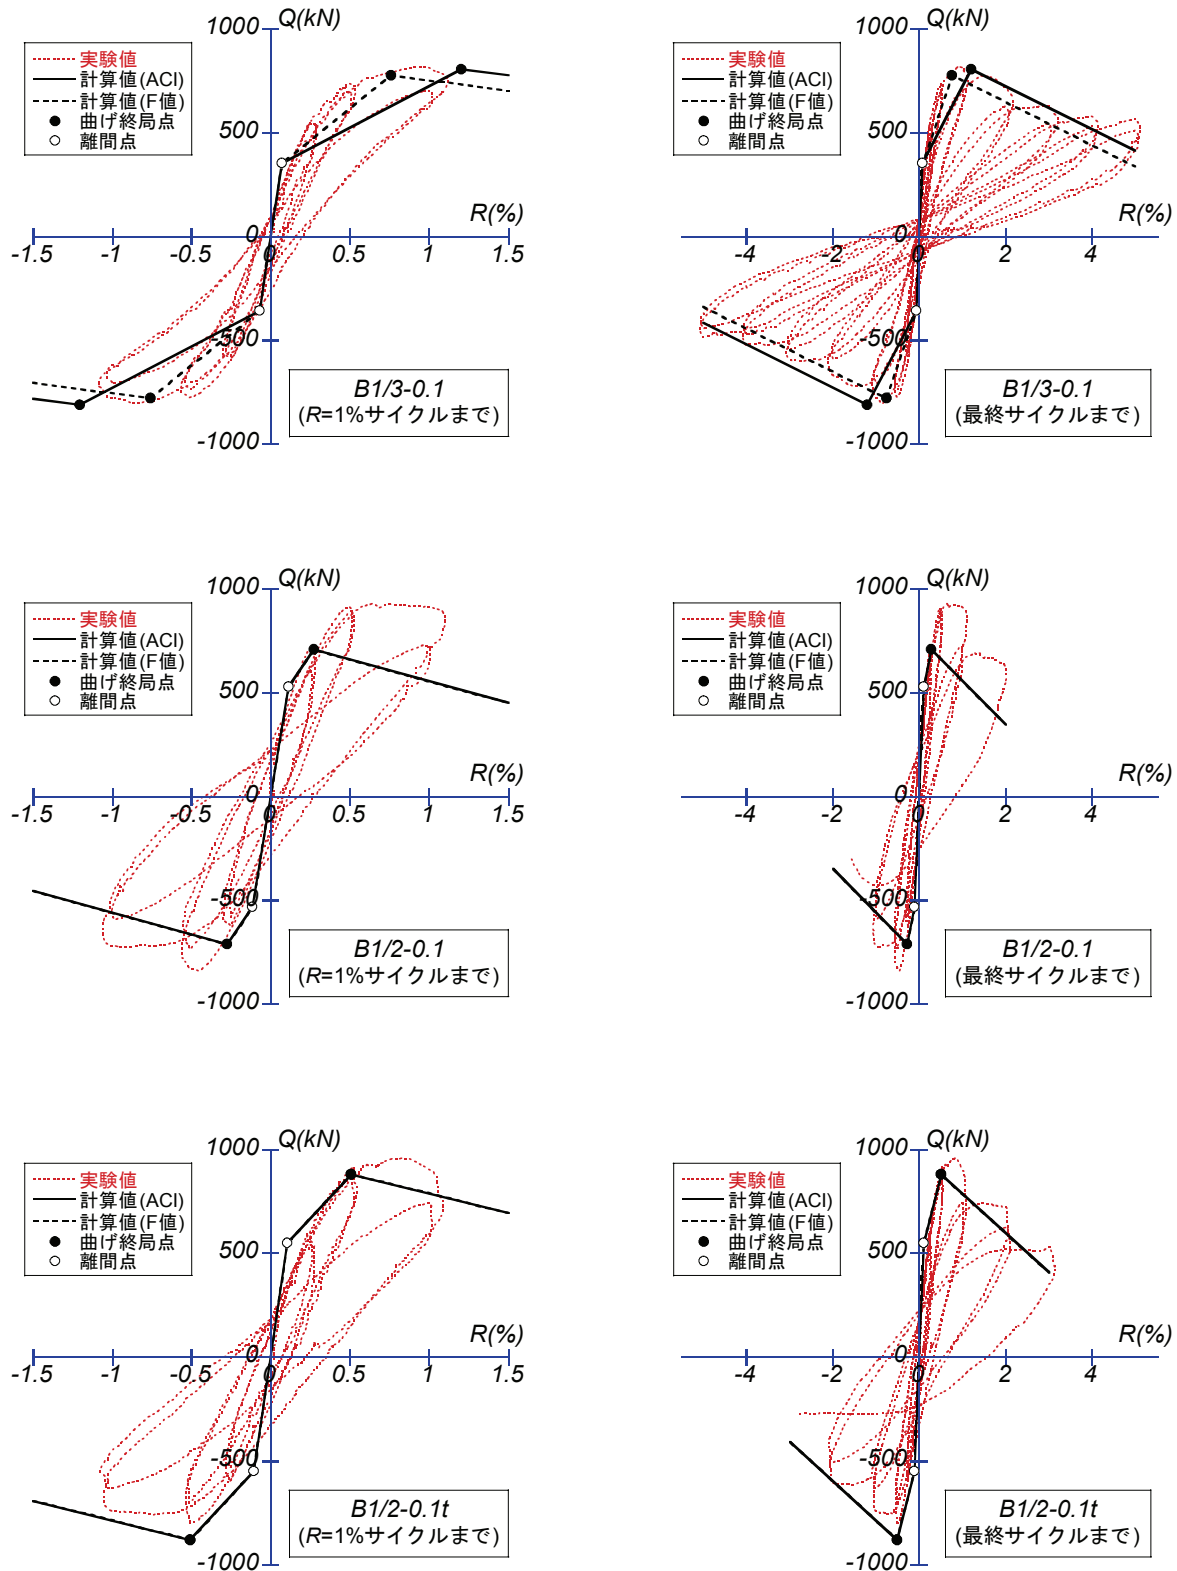 1000 Q(kN)
実験値
計算値(ACI)
計算値(F値)
曲げ終局点
離間点
500
R(%)
0
-1.5 -1 -0.5 0 0.5 1 1.5
-500
-1000
B1/3-0.1
(R=1%サイクルまで)
1000 Q(kN)
実験値
計算値(ACI)
計算値(F値)
曲げ終局点
離間点
500
R(%)
0
-4 -2 0 2 4
-500
-1000
B1/3-0.1
(最終サイクルまで)
1000 Q(kN)
実験値
計算値(ACI)
計算値(F値)
曲げ終局点
離間点
500
R(%)
0
-1.5 -1 -0.5 0 0.5 1 1.5
-500
-1000
B1/2-0.1
(R=1%サイクルまで)
1000 Q(kN)
実験値
計算値(ACI)
計算値(F値)
曲げ終局点
離間点
500
R(%)
0
-4 -2 0 2 4
-500
-1000
B1/2-0.1
(最終サイクルまで)
1000 Q(kN)
実験値
計算値(ACI)
計算値(F値)
曲げ終局点
離間点
500
R(%)
0
-1.5 -1 -0.5 0 0.5 1 1.5
-500
-1000
B1/2-0.1t
(R=1%サイクルまで)
1000 Q(kN)
実験値
計算値(ACI)
計算値(F値)
曲げ終局点
離間点
500
R(%)
0
-4 -2 0 2 4
-500
-1000
B1/2-0.1t
(最終サイクルまで)